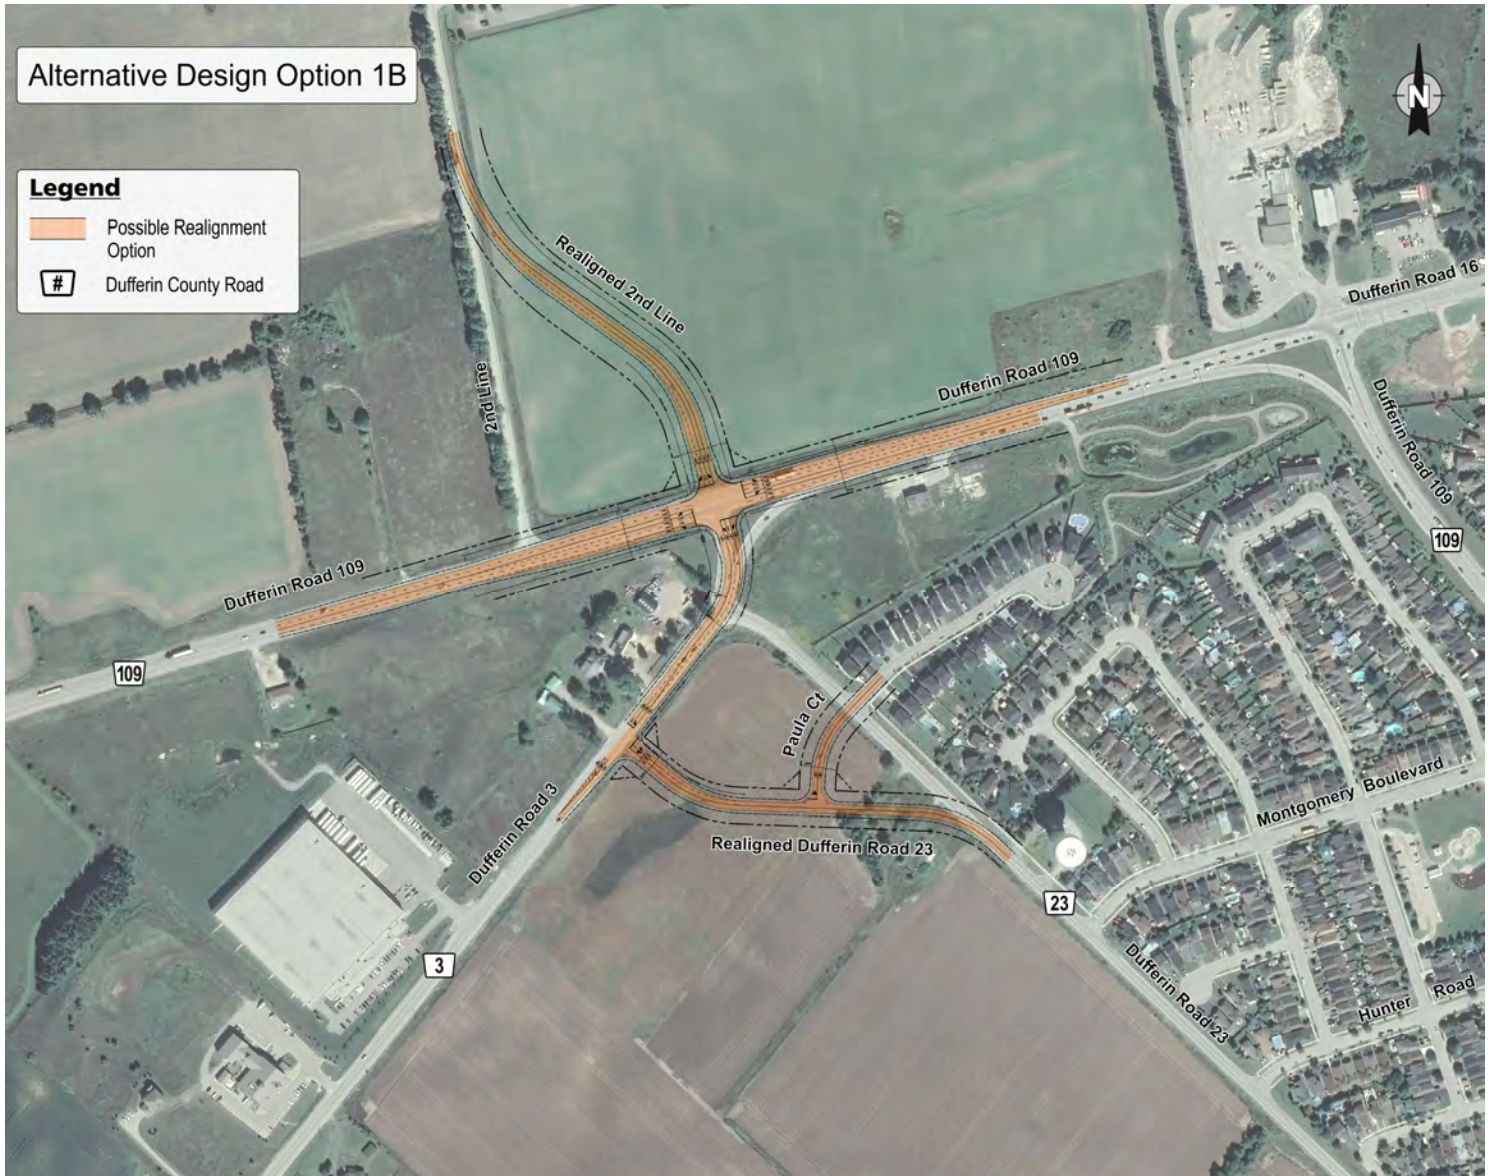 Alternative Design Option 1B
N
Legend
Possible Realignment
Option
#
Dufferin County Road
Realigned 2nd Line
Dufferin Road 16
2nd Line
Dufferin Road 109
Dufferin Road 109
109
Dufferin Road 109
109
Paula Ct
Montgomery Boulevard
Dufferin Road 3
Realigned Dufferin Road 23
23
3
Dufferin Road 23
Hunter Road